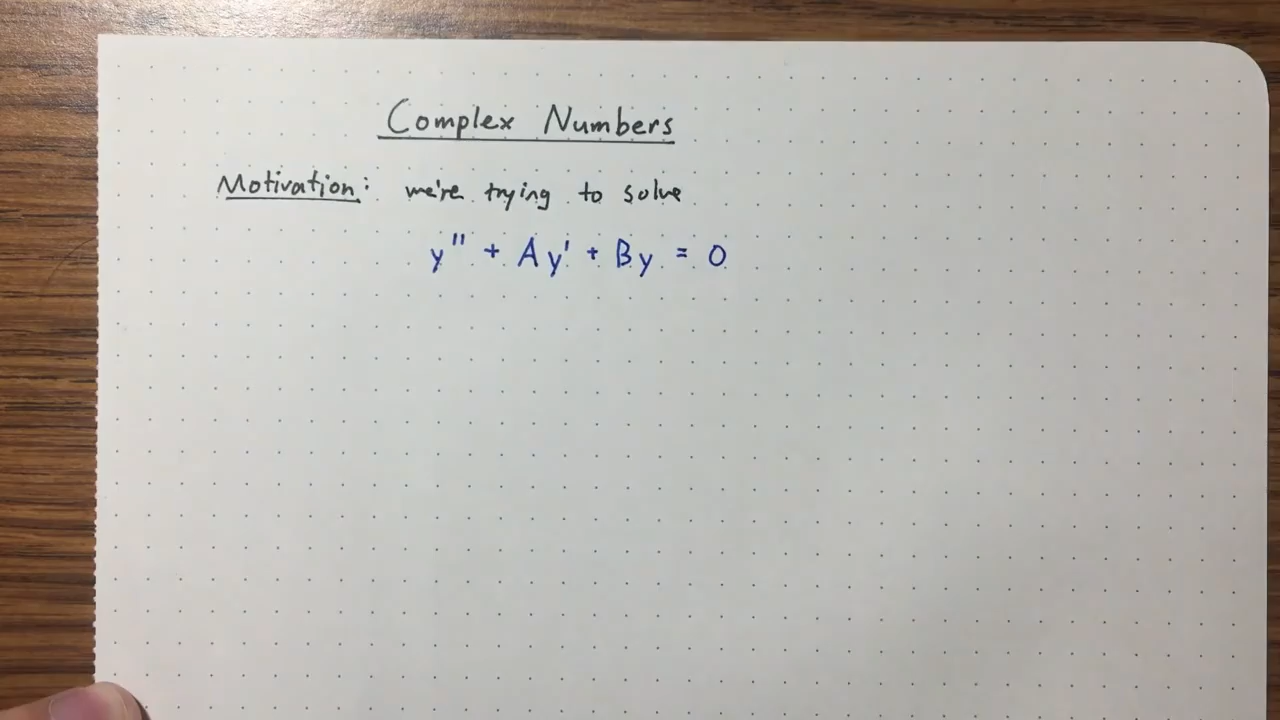 Complex Numbers
Motivation: we're trying to solve
y'' + Ay' + By = 0